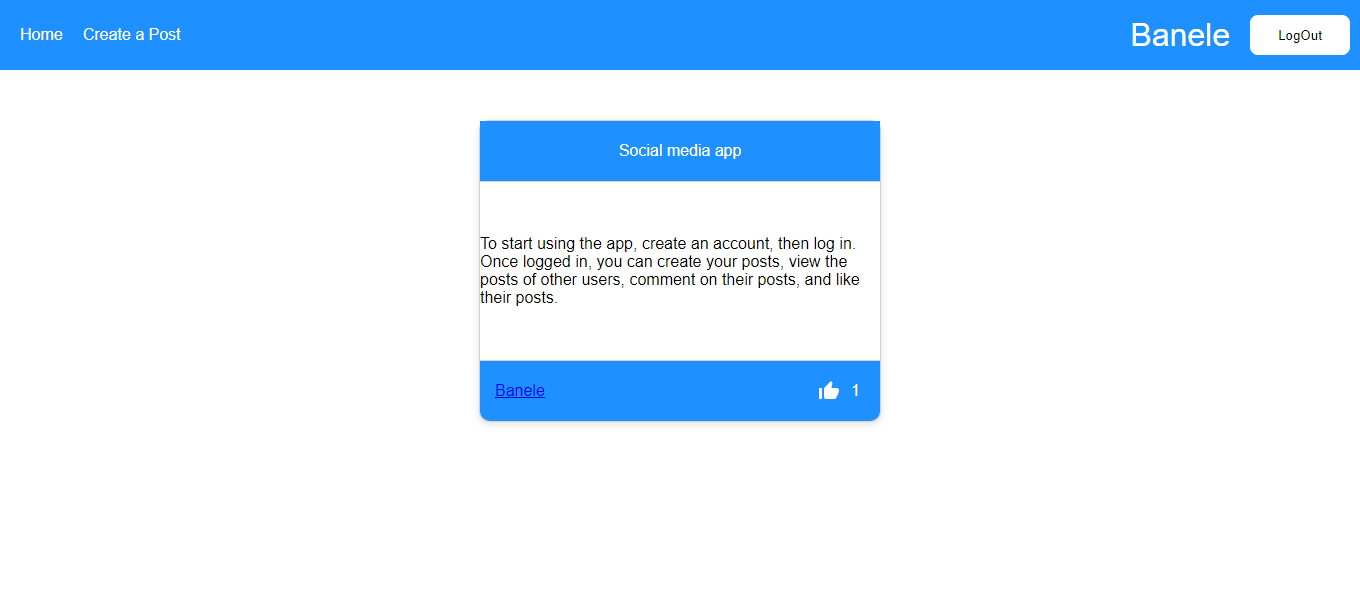 Home Create a Post Banele LogOut
Social media app
To start using the app, create an account, then log in.
Once logged in, you can create your posts, view the
posts of other users, comment on their posts, and like
their posts.
Banele 1